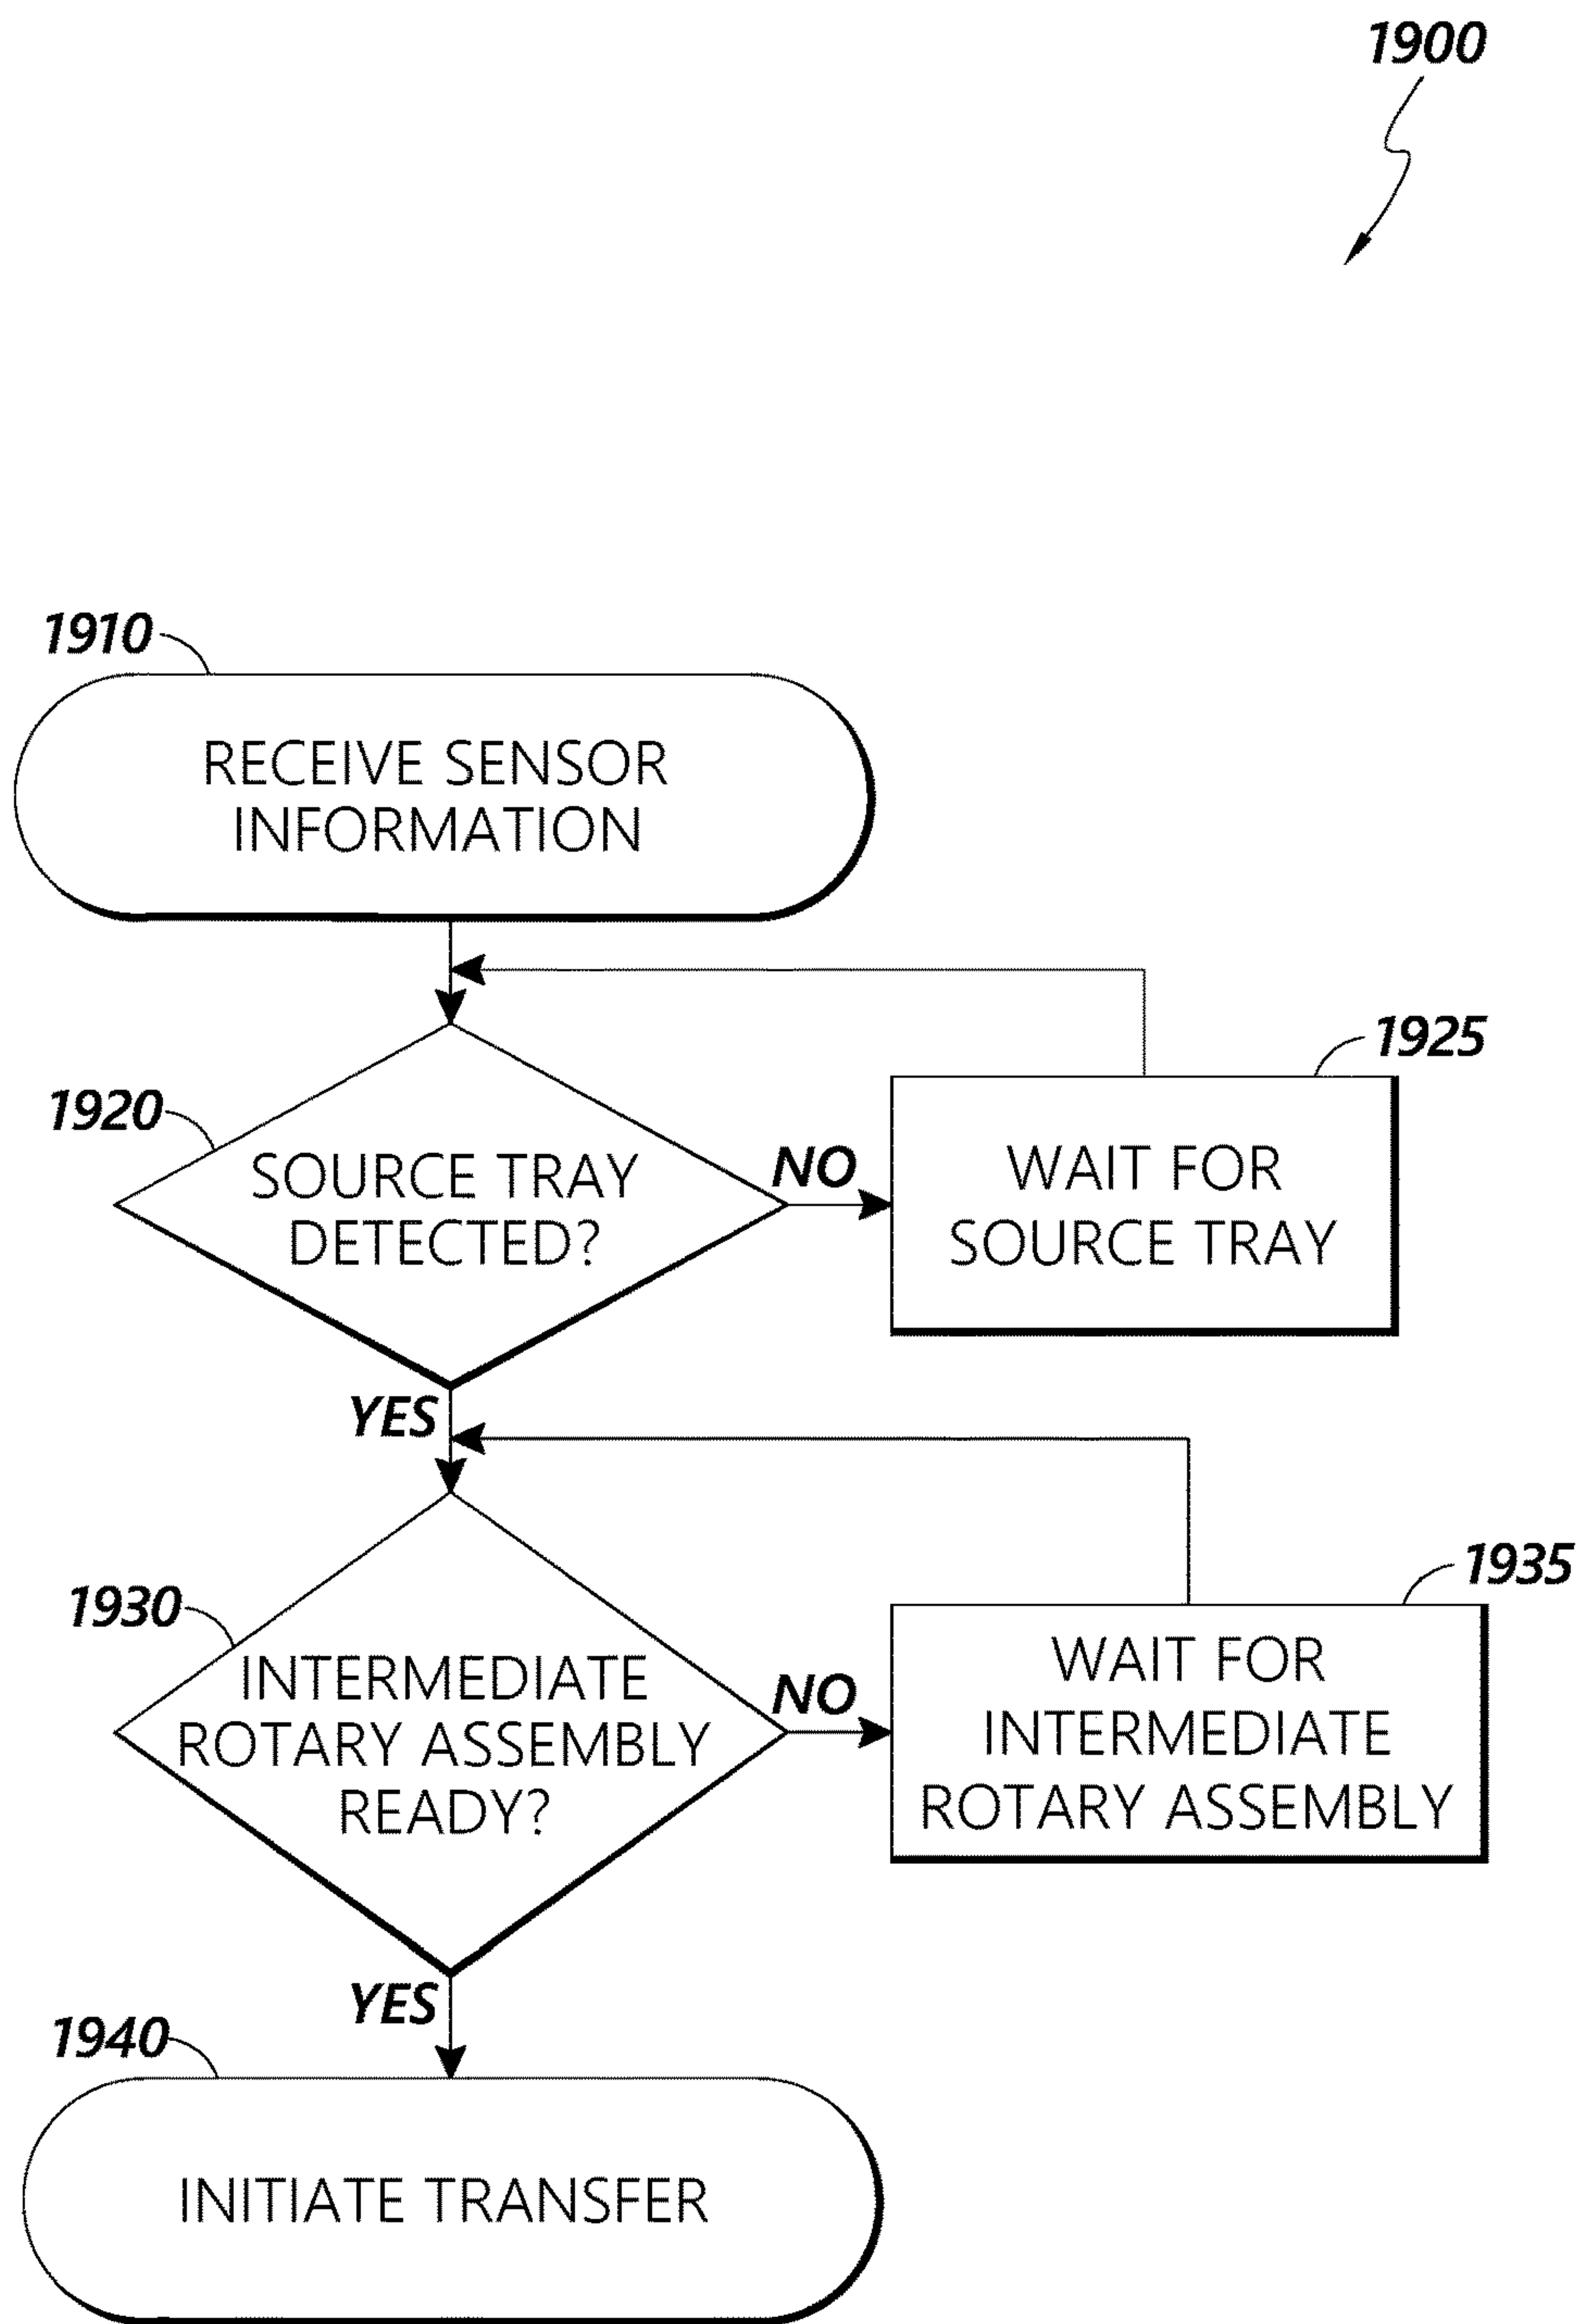 1900
1910
RECEIVE SENSOR
INFORMATION
1920
SOURCE TRAY
DETECTED?
NO
1925
WAIT FOR
SOURCE TRAY
YES
1930
INTERMEDIATE
ROTARY ASSEMBLY
READY?
NO
1935
WAIT FOR
INTERMEDIATE
ROTARY ASSEMBLY
YES
1940
INITIATE TRANSFER